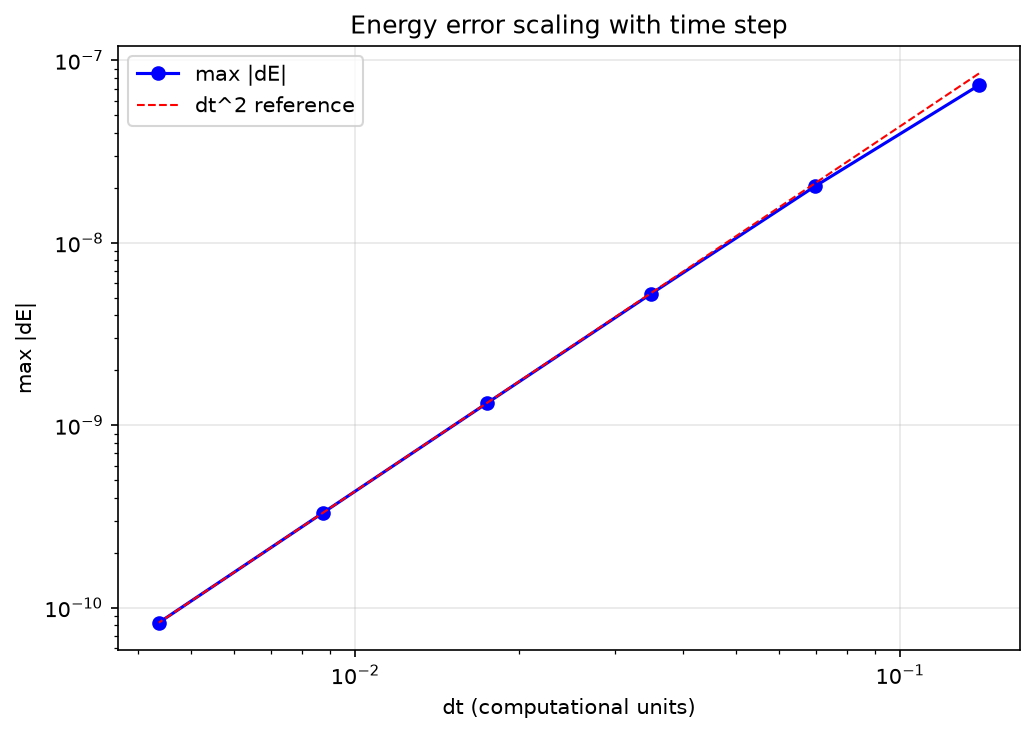 Energy error scaling with time step
max |dE|
dt^2 reference
10⁻⁷
10⁻⁸
10⁻⁹
10⁻¹⁰
max |dE|
10⁻²
10⁻¹
dt (computational units)